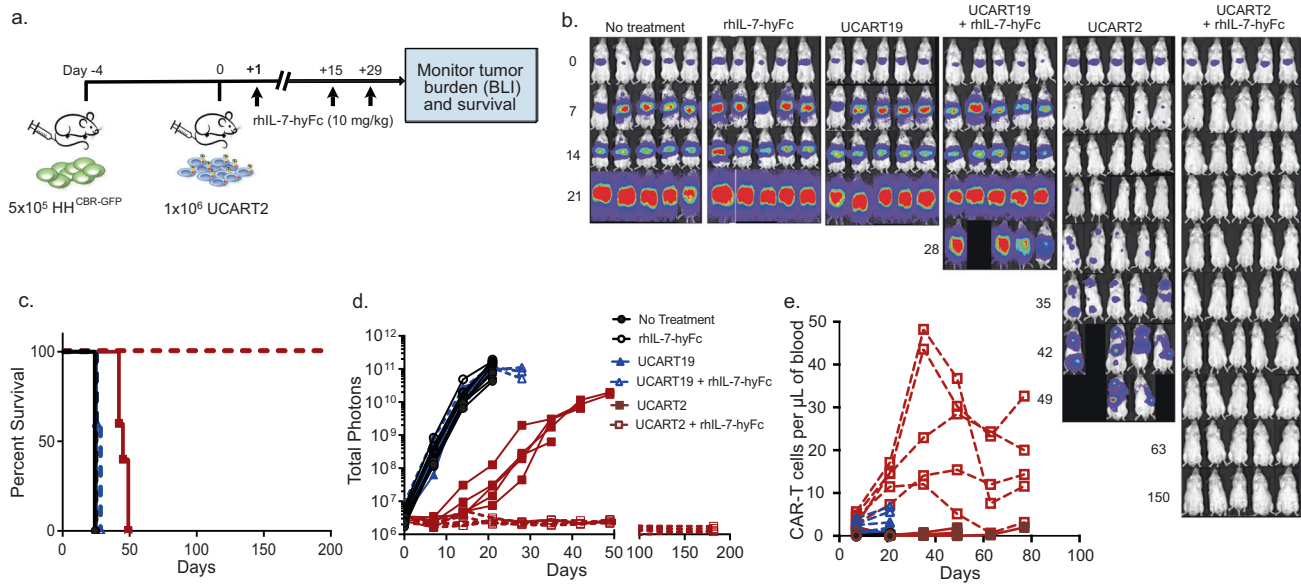 a.
Day -4
0
+1
+15
+29
rhIL-7-hyFc (10 mg/kg)
Monitor tumor
burden (BLI)
and survival
5x10⁵ HH^CBR-GFP
1x10⁶ UCART2
b.
No treatment
rhIL-7-hyFc
UCART19
UCART19
+ rhIL-7-hyFc
UCART2
UCART2
+ rhIL-7-hyFc
0
7
14
21
28
35
42
49
63
150
c.
Percent Survival
100
50
0
0 50 100 150 200
Days
d.
Total Photons
10¹²
10¹¹
10¹⁰
10⁹
10⁸
10⁷
10⁶
0 10 20 30 40 50 100 150 200
Days
No Treatment
rhIL-7-hyFc
UCART19
UCART19 + rhIL-7-hyFc
UCART2
UCART2 + rhIL-7-hyFc
e.
CAR-T cells per µL of blood
50
40
30
20
10
0
0 20 40 60 80 100
Days